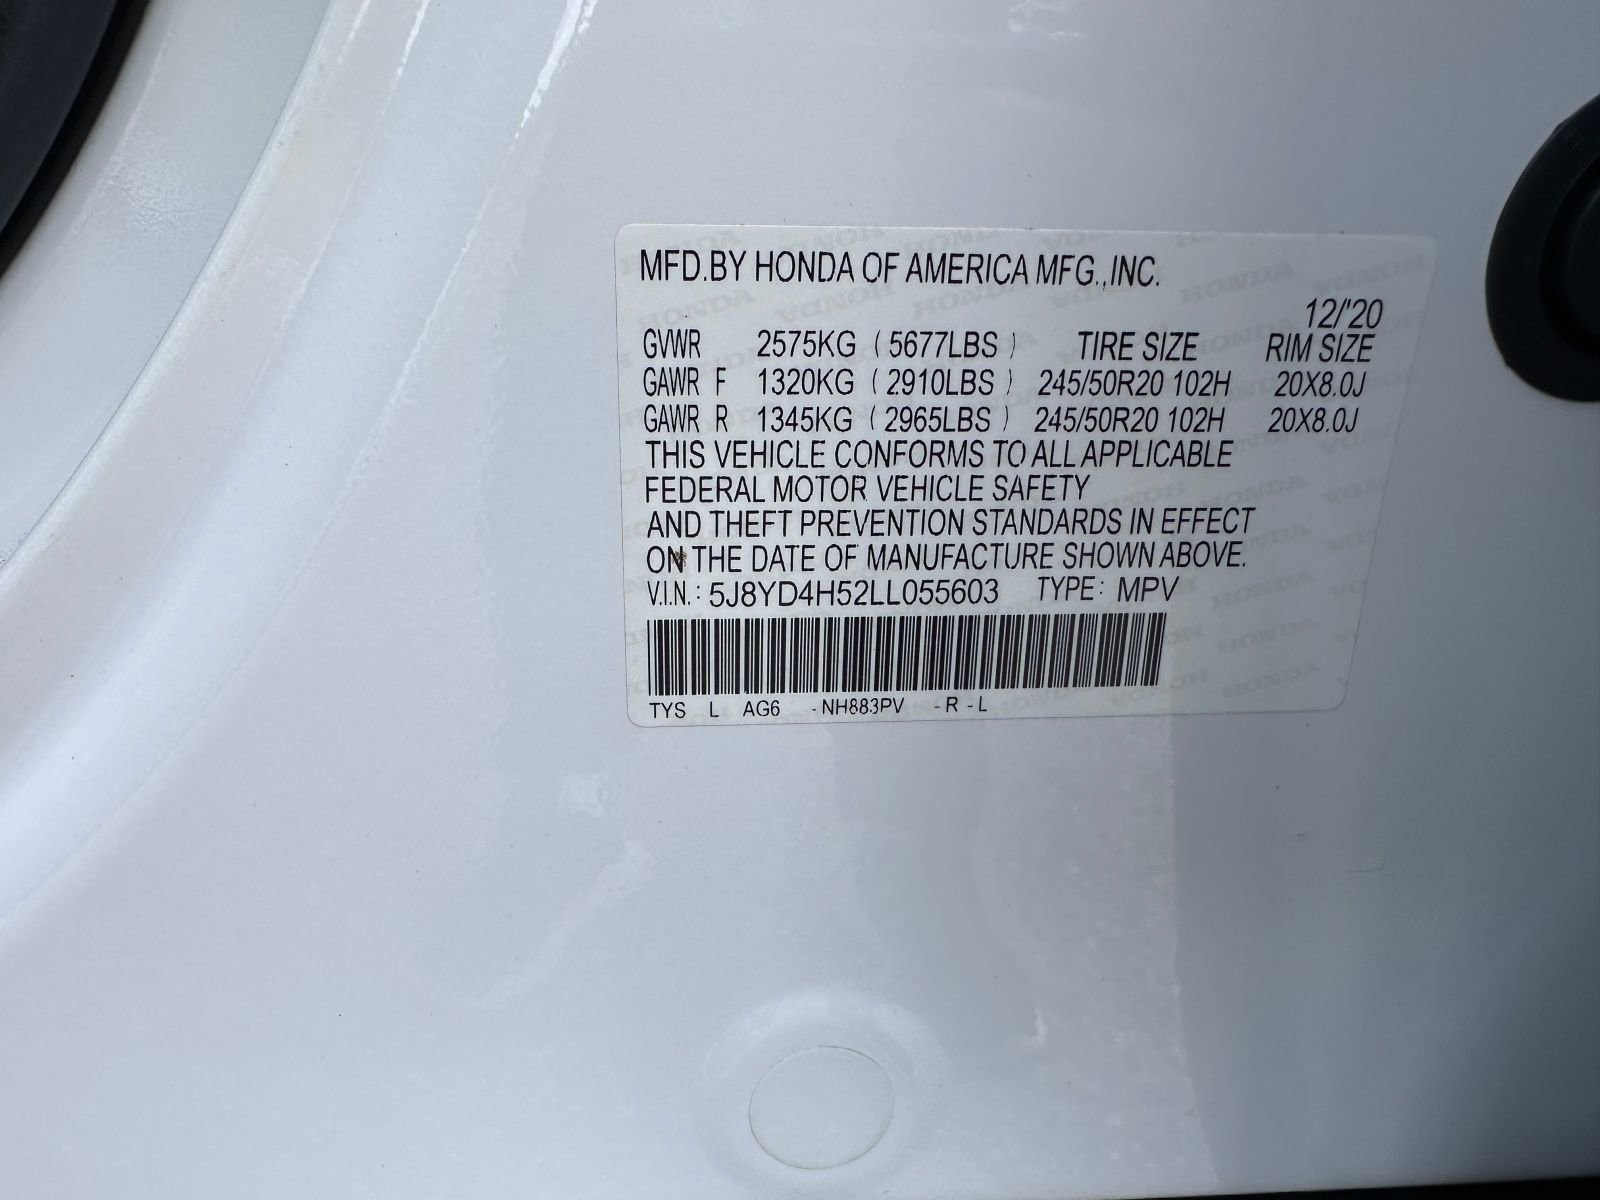 MFD.BY HONDA OF AMERICA MFG.,INC.
12/'20
GVWR 2575KG (5677LBS) TIRE SIZE RIM SIZE
GAWR F 1320KG (2910LBS) 245/50R20 102H 20X8.0J
GAWR R 1345KG (2965LBS) 245/50R20 102H 20X8.0J
THIS VEHICLE CONFORMS TO ALL APPLICABLE
FEDERAL MOTOR VEHICLE SAFETY
AND THEFT PREVENTION STANDARDS IN EFFECT
ON THE DATE OF MANUFACTURE SHOWN ABOVE.
V.I.N.: 5J8YD4H52LL055603 TYPE: MPV
TYS L AG6 -NH883PV -R -L